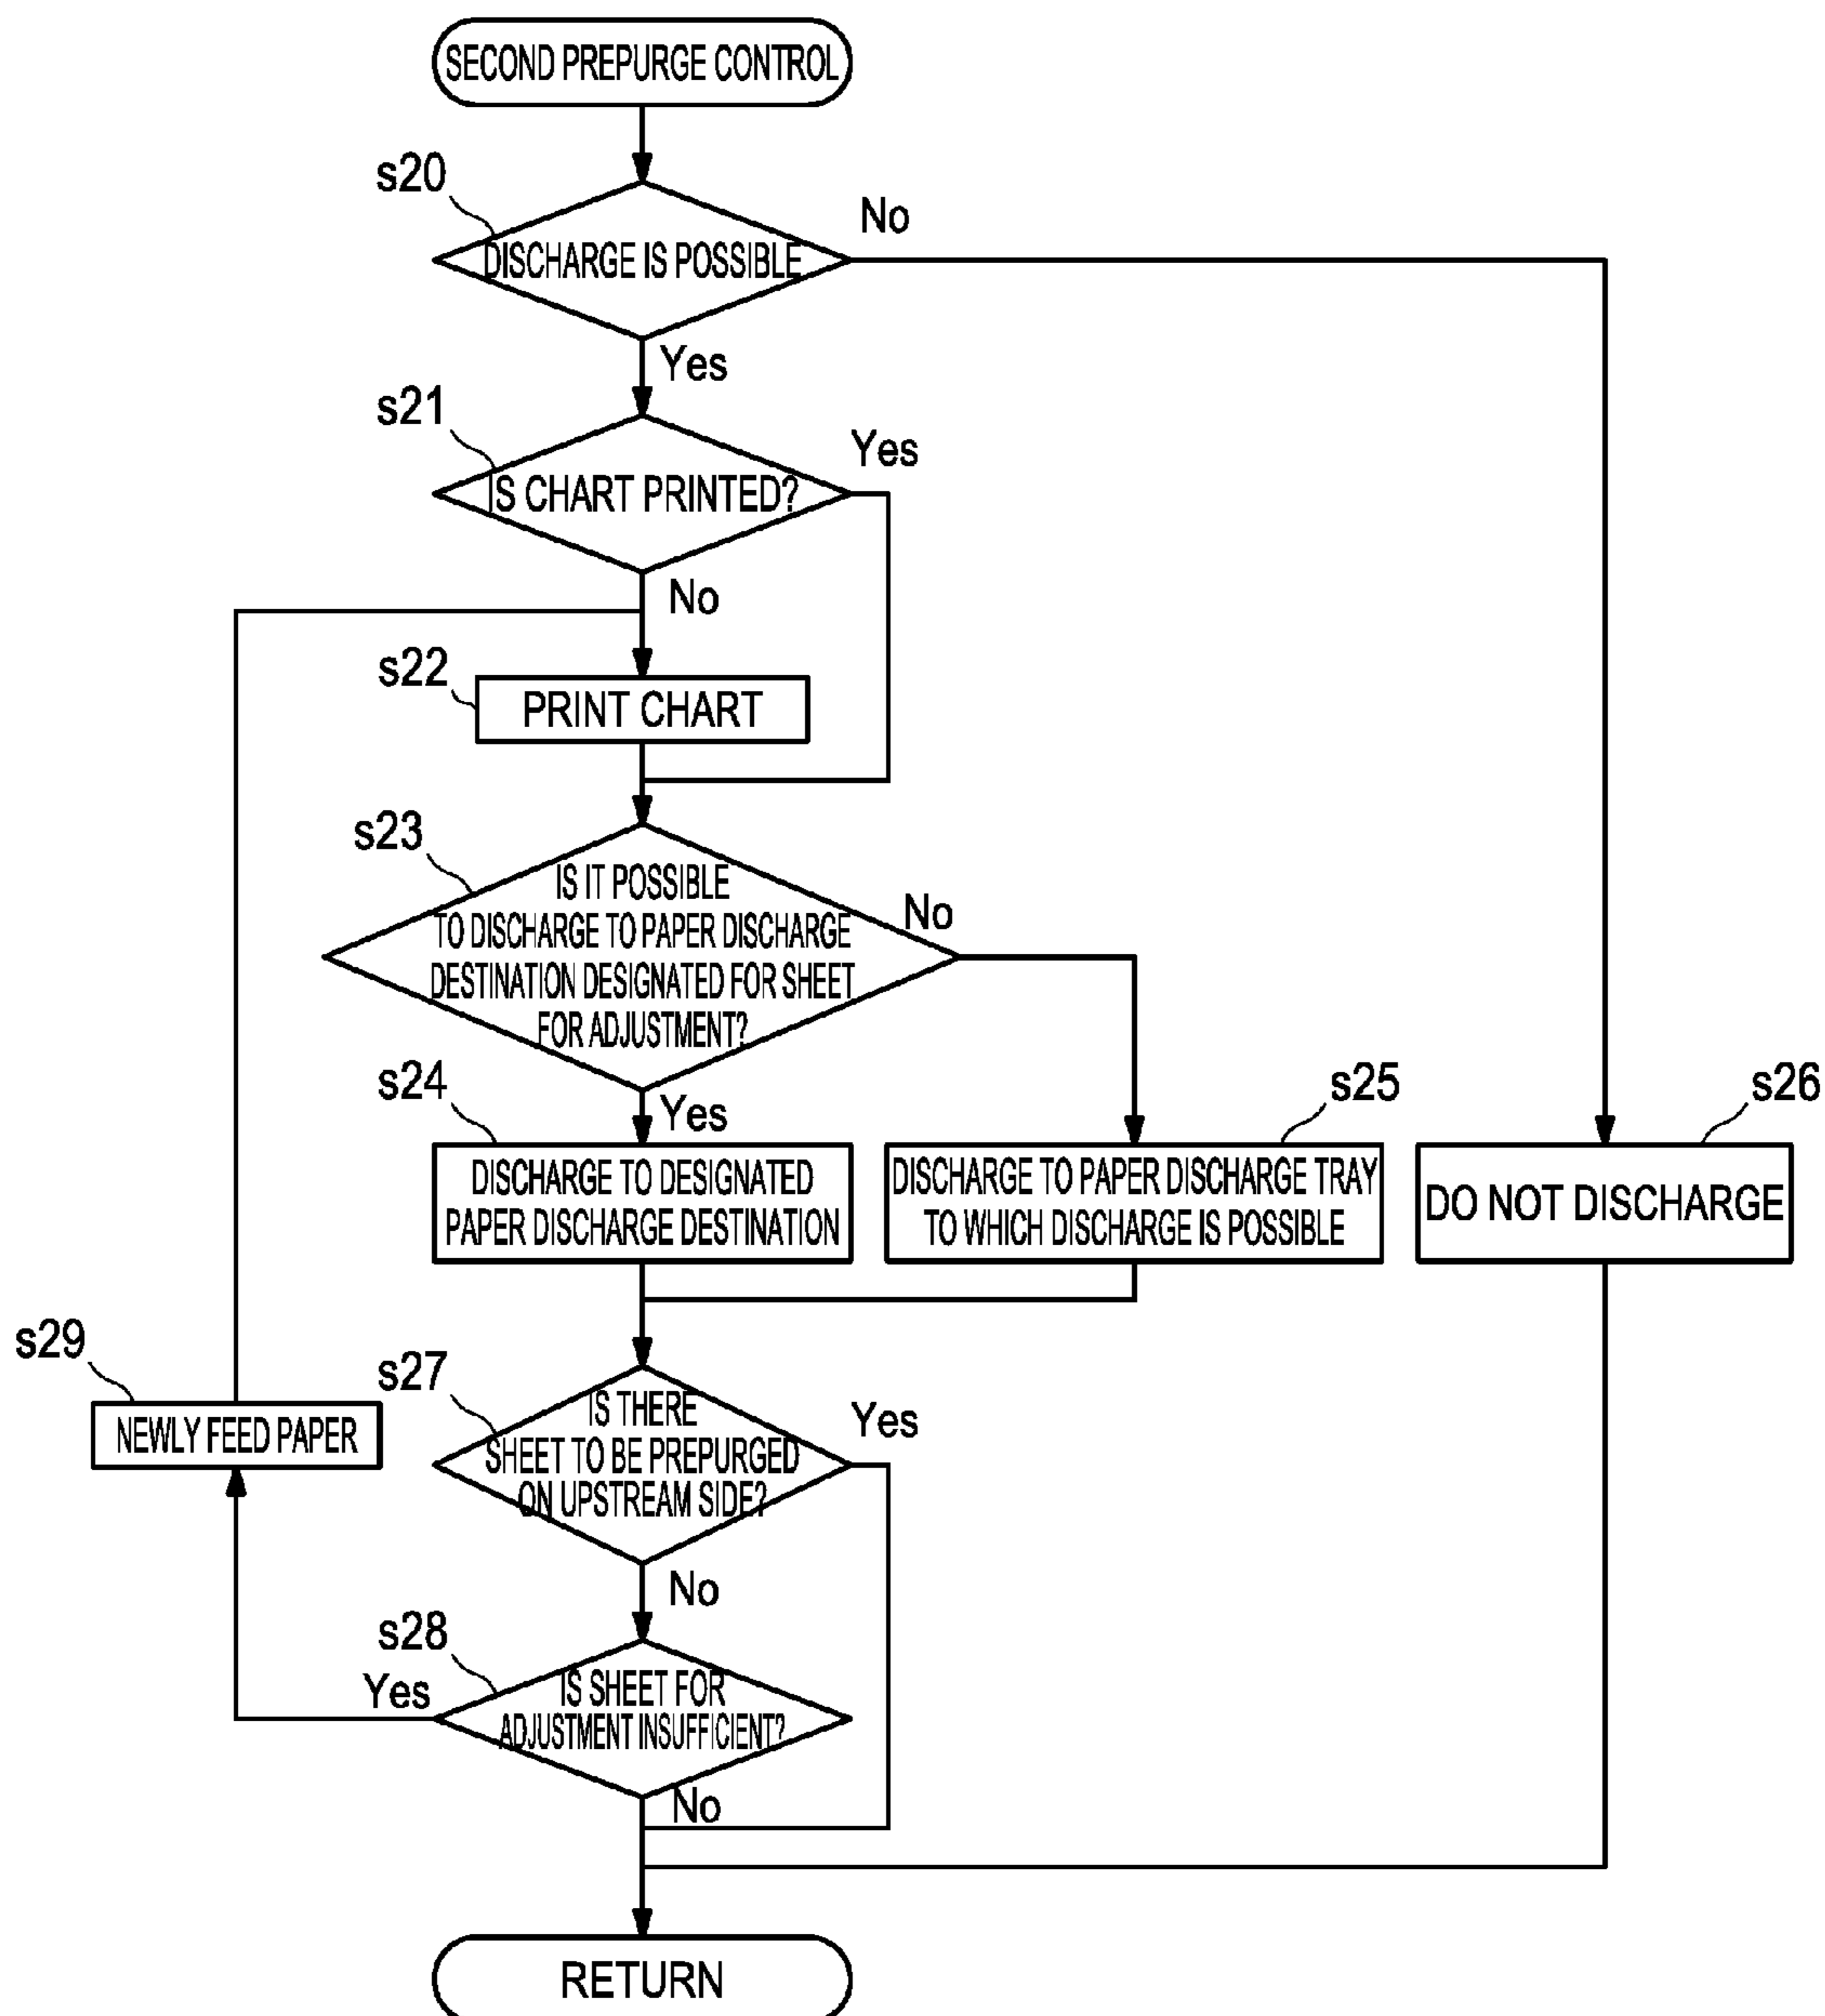 SECOND PREPURGE CONTROL
s20
No
DISCHARGE IS POSSIBLE
Yes
s21
Yes
IS CHART PRINTED?
No
s22
PRINT CHART
s23
IS IT POSSIBLE
TO DISCHARGE TO PAPER DISCHARGE
DESTINATION DESIGNATED FOR SHEET
FOR ADJUSTMENT?
No
s24
Yes
s25
s26
DISCHARGE TO DESIGNATED
PAPER DISCHARGE DESTINATION
DISCHARGE TO PAPER DISCHARGE TRAY
TO WHICH DISCHARGE IS POSSIBLE
DO NOT DISCHARGE
s29
NEWLY FEED PAPER
s27
IS THERE
SHEET TO BE PREPURGED
ON UPSTREAM SIDE?
Yes
No
s28
Yes
IS SHEET FOR
ADJUSTMENT INSUFFICIENT?
No
RETURN